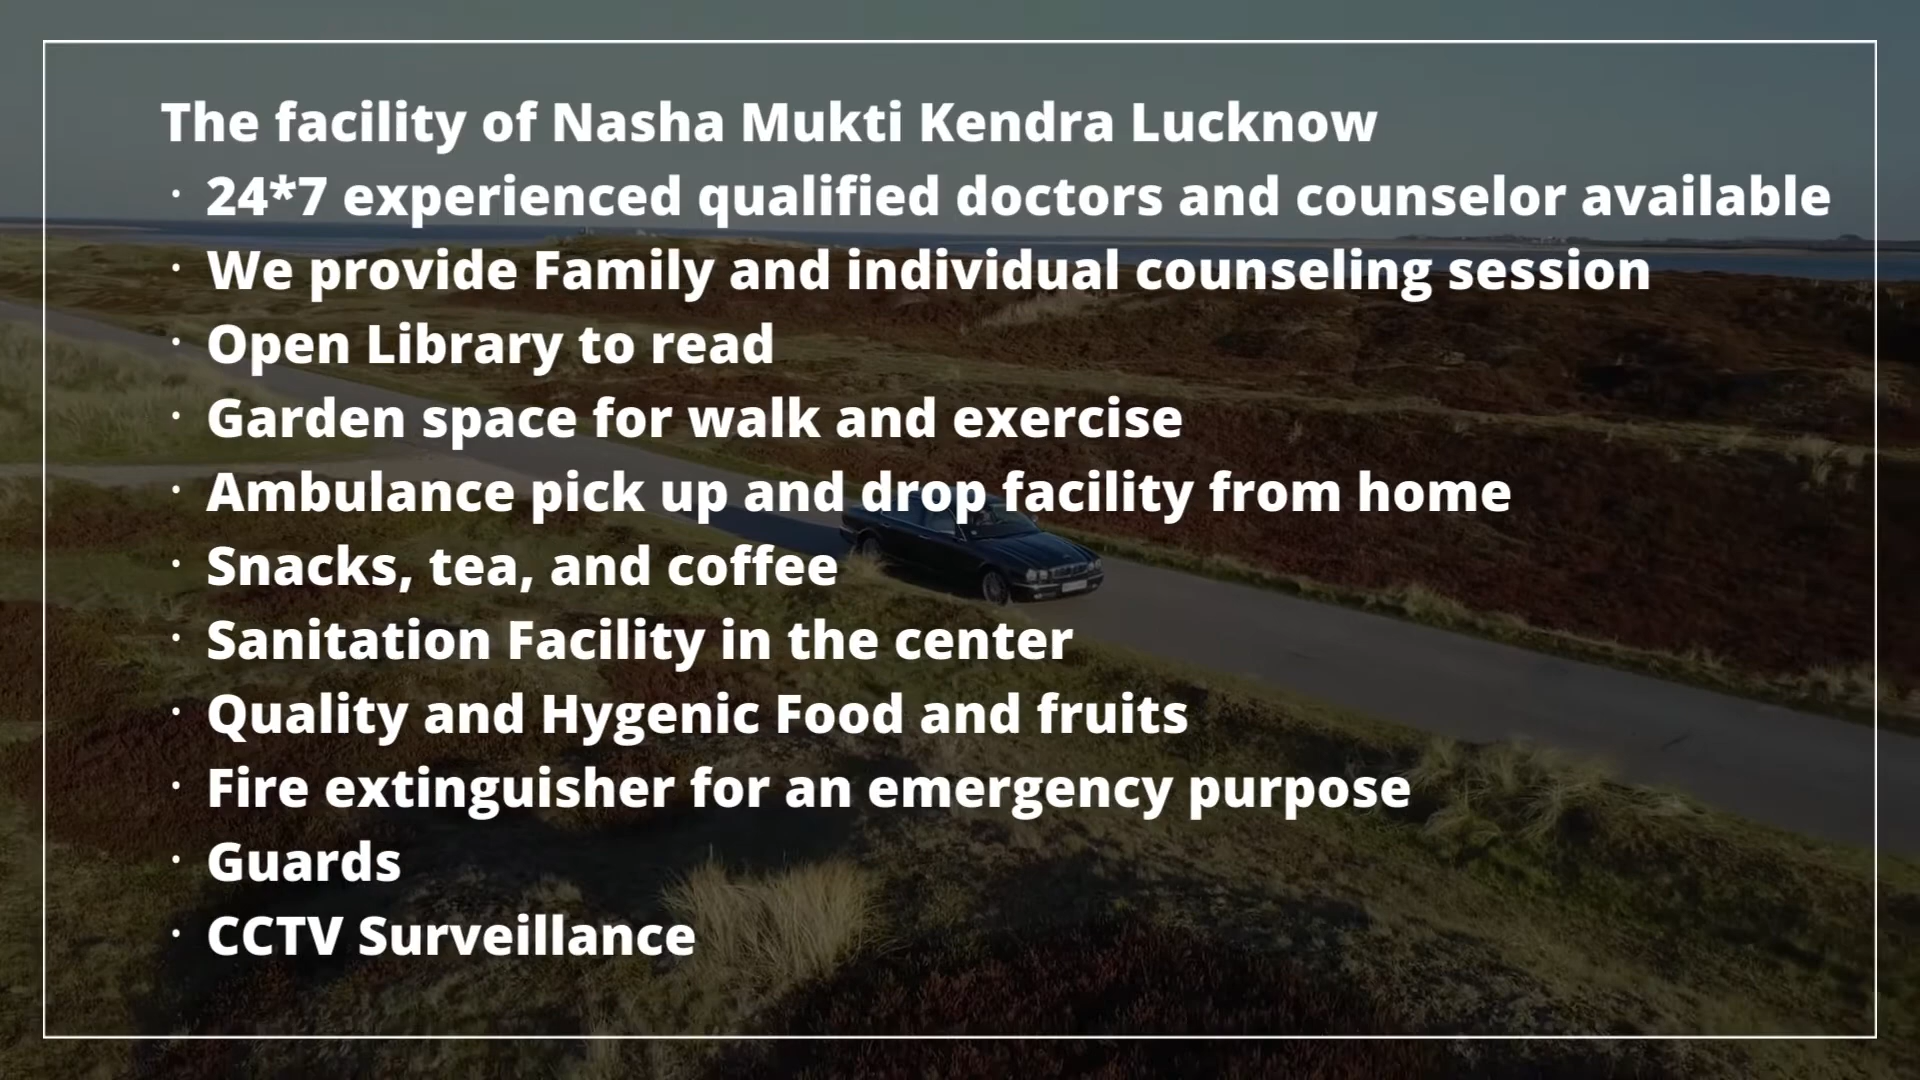 The facility of Nasha Mukti Kendra Lucknow
· 24*7 experienced qualified doctors and counselor available
· We provide Family and individual counseling session
· Open Library to read
· Garden space for walk and exercise
· Ambulance pick up and drop facility from home
· Snacks, tea, and coffee
· Sanitation Facility in the center
· Quality and Hygenic Food and fruits
· Fire extinguisher for an emergency purpose
· Guards
· CCTV Surveillance